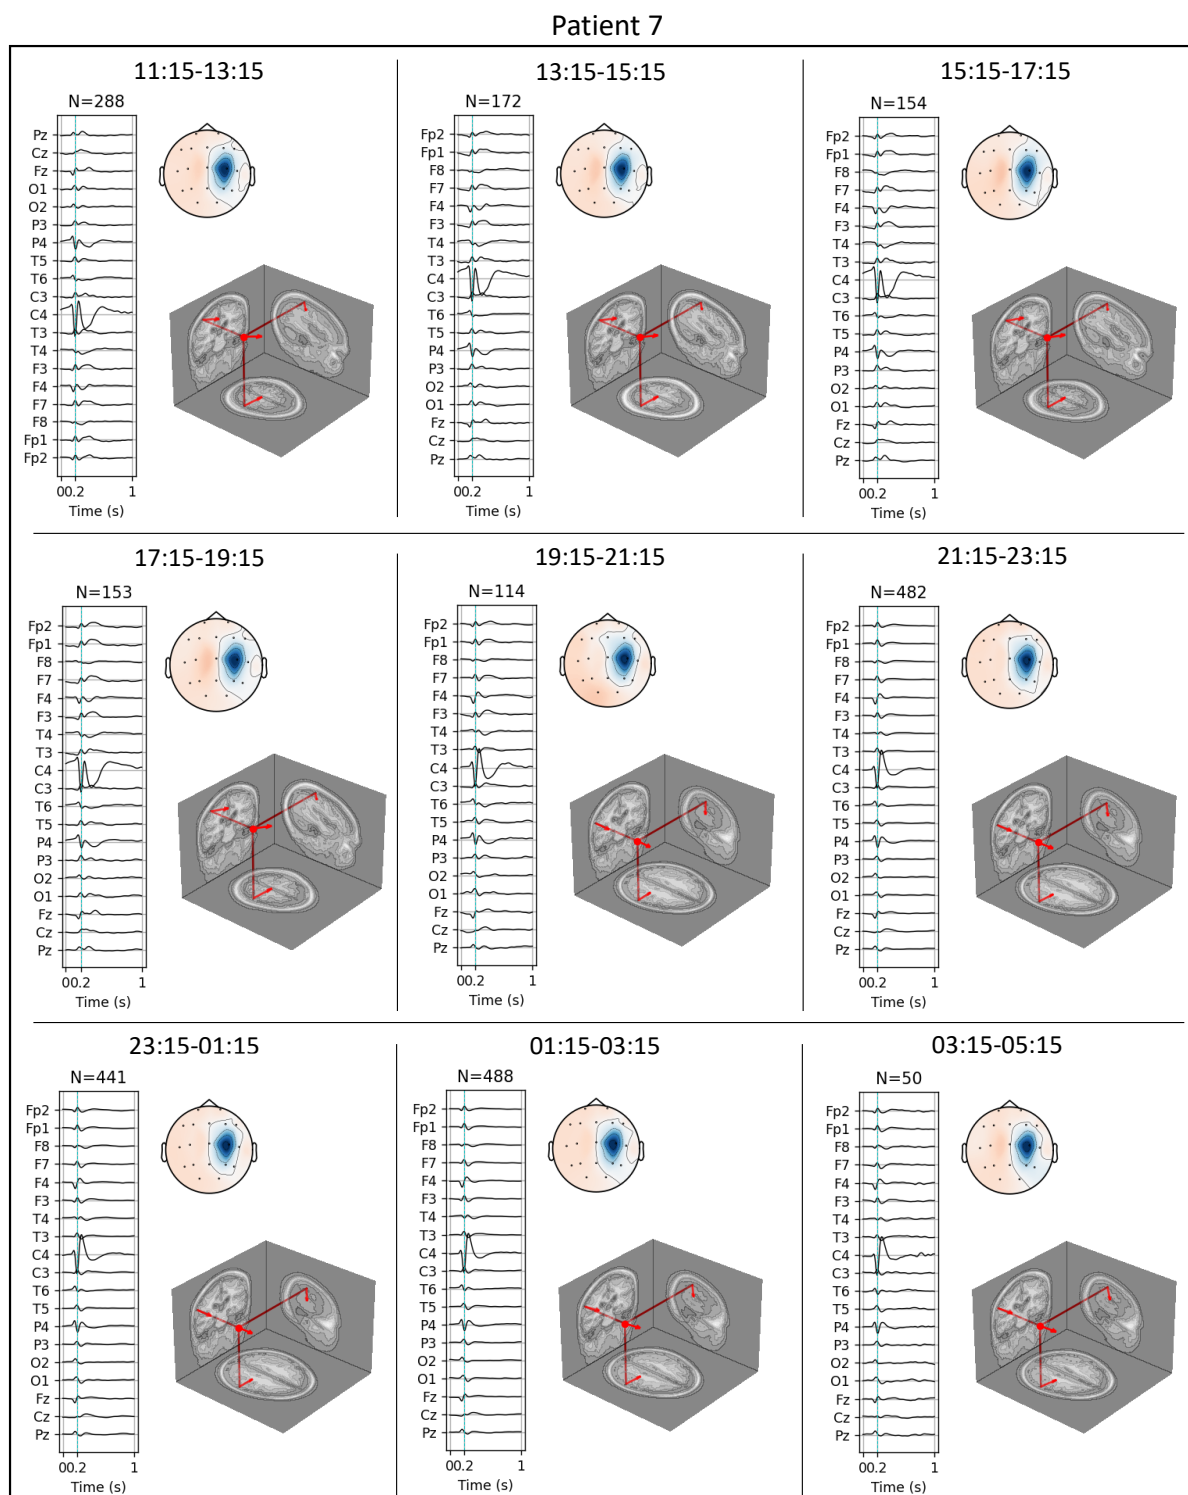 Patient 7
11:15-13:15
N=288
Pz
Cz
Fz
O1
O2
P3
P4
T5
T6
C3
C4
T3
T4
F3
F4
F7
F8
Fp1
Fp2
00.2 1
Time (s)
13:15-15:15
N=172
Fp2
Fp1
F8
F7
F4
F3
T4
T3
C4
C3
T6
T5
P4
P3
O2
O1
Fz
Cz
Pz
00.2 1
Time (s)
15:15-17:15
N=154
Fp2
Fp1
F8
F7
F4
F3
T4
T3
C4
C3
T6
T5
P4
P3
O2
O1
Fz
Cz
Pz
00.2 1
Time (s)
17:15-19:15
N=153
Fp2
Fp1
F8
F7
F4
F3
T4
T3
C4
C3
T6
T5
P4
P3
O2
O1
Fz
Cz
Pz
00.2 1
Time (s)
19:15-21:15
N=114
Fp2
Fp1
F8
F7
F4
F3
T4
T3
C4
C3
T6
T5
P4
P3
O2
O1
Fz
Cz
Pz
00.2 1
Time (s)
21:15-23:15
N=482
Fp2
Fp1
F8
F7
F4
F3
T4
T3
C4
C3
T6
T5
P4
P3
O2
O1
Fz
Cz
Pz
00.2 1
Time (s)
23:15-01:15
N=441
Fp2
Fp1
F8
F7
F4
F3
T4
T3
C4
C3
T6
T5
P4
P3
O2
O1
Fz
Cz
Pz
00.2 1
Time (s)
01:15-03:15
N=488
Fp2
Fp1
F8
F7
F4
F3
T4
T3
C4
C3
T6
T5
P4
P3
O2
O1
Fz
Cz
Pz
00.2 1
Time (s)
03:15-05:15
N=50
Fp2
Fp1
F8
F7
F4
F3
T4
T3
C4
C3
T6
T5
P4
P3
O2
O1
Fz
Cz
Pz
00.2 1
Time (s)